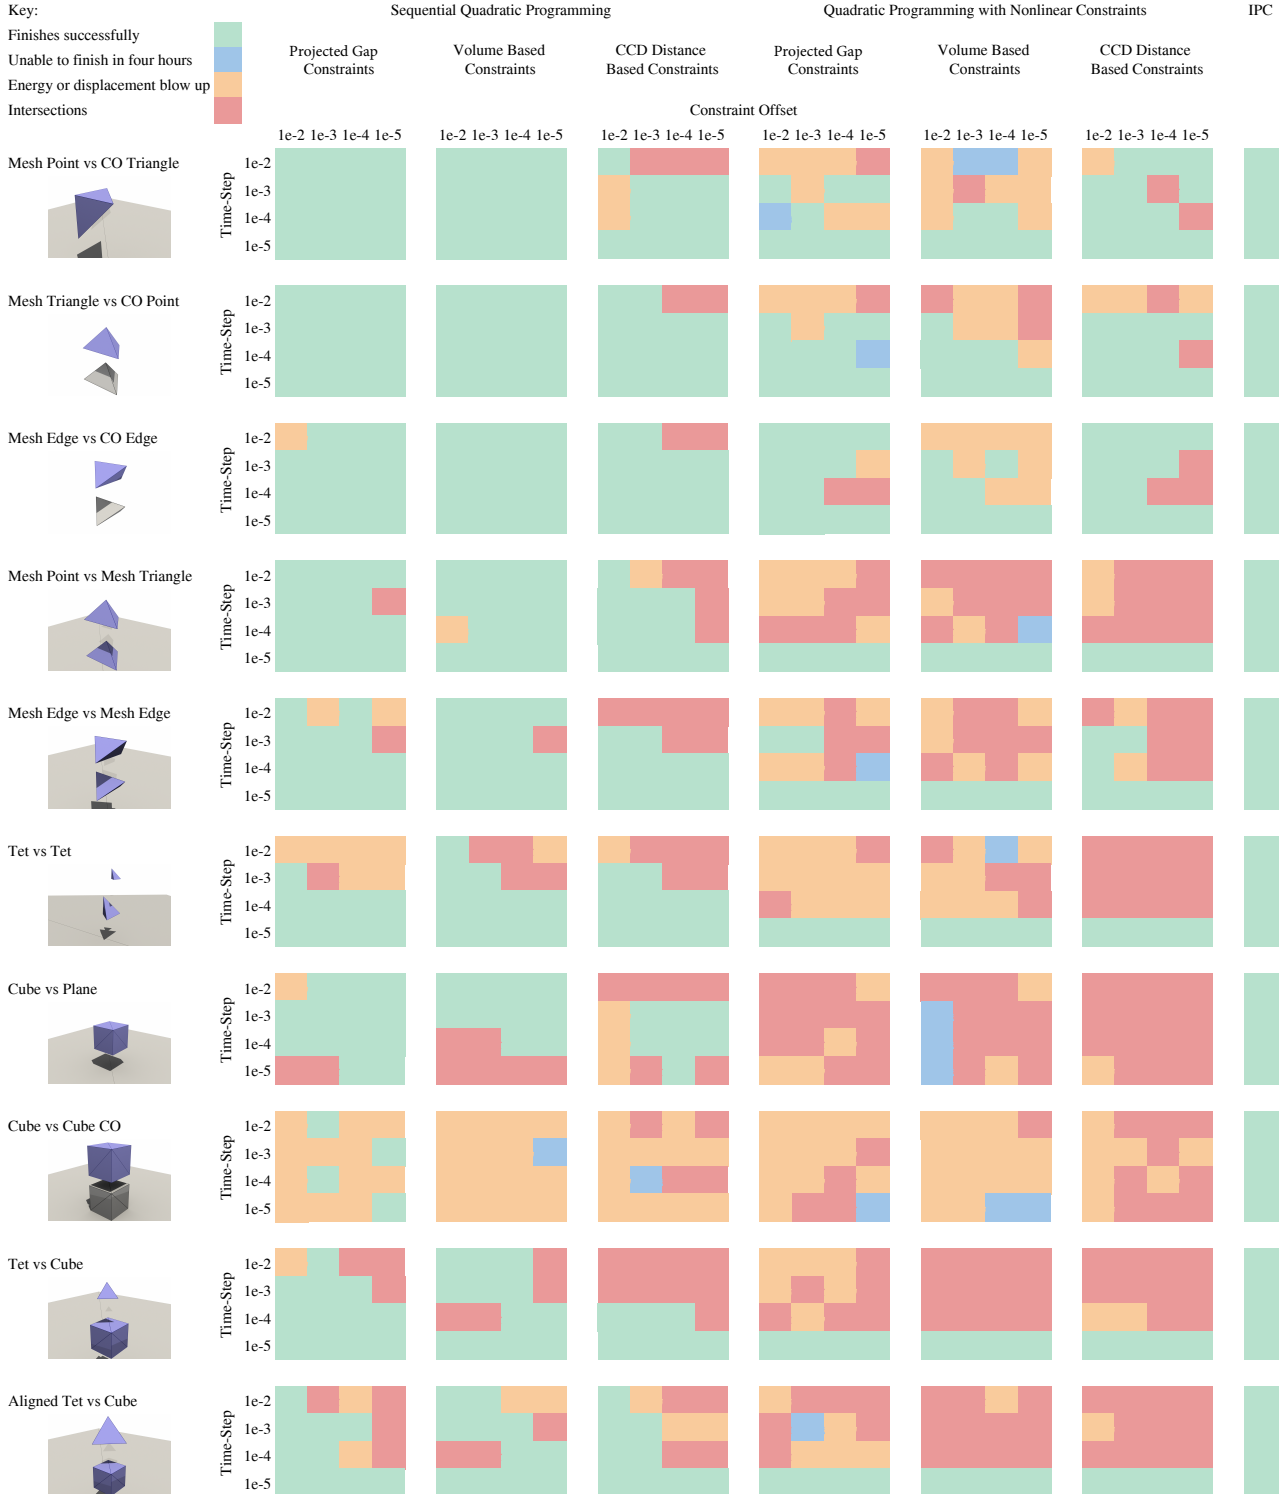 Key:
Sequential Quadratic Programming
Quadratic Programming with Nonlinear Constraints
IPC
Finishes successfully
Unable to finish in four hours
Energy or displacement blow up
Intersections
Projected Gap
Constraints
Volume Based
Constraints
CCD Distance
Based Constraints
Projected Gap
Constraints
Volume Based
Constraints
CCD Distance
Based Constraints
Constraint Offset
1e-2 1e-3 1e-4 1e-5
1e-2 1e-3 1e-4 1e-5
1e-2 1e-3 1e-4 1e-5
1e-2 1e-3 1e-4 1e-5
1e-2 1e-3 1e-4 1e-5
1e-2 1e-3 1e-4 1e-5
Mesh Point vs CO Triangle
Time-Step
1e-2
1e-3
1e-4
1e-5
Mesh Triangle vs CO Point
Time-Step
1e-2
1e-3
1e-4
1e-5
Mesh Edge vs CO Edge
Time-Step
1e-2
1e-3
1e-4
1e-5
Mesh Point vs Mesh Triangle
Time-Step
1e-2
1e-3
1e-4
1e-5
Mesh Edge vs Mesh Edge
Time-Step
1e-2
1e-3
1e-4
1e-5
Tet vs Tet
Time-Step
1e-2
1e-3
1e-4
1e-5
Cube vs Plane
Time-Step
1e-2
1e-3
1e-4
1e-5
Cube vs Cube CO
Time-Step
1e-2
1e-3
1e-4
1e-5
Tet vs Cube
Time-Step
1e-2
1e-3
1e-4
1e-5
Aligned Tet vs Cube
Time-Step
1e-2
1e-3
1e-4
1e-5